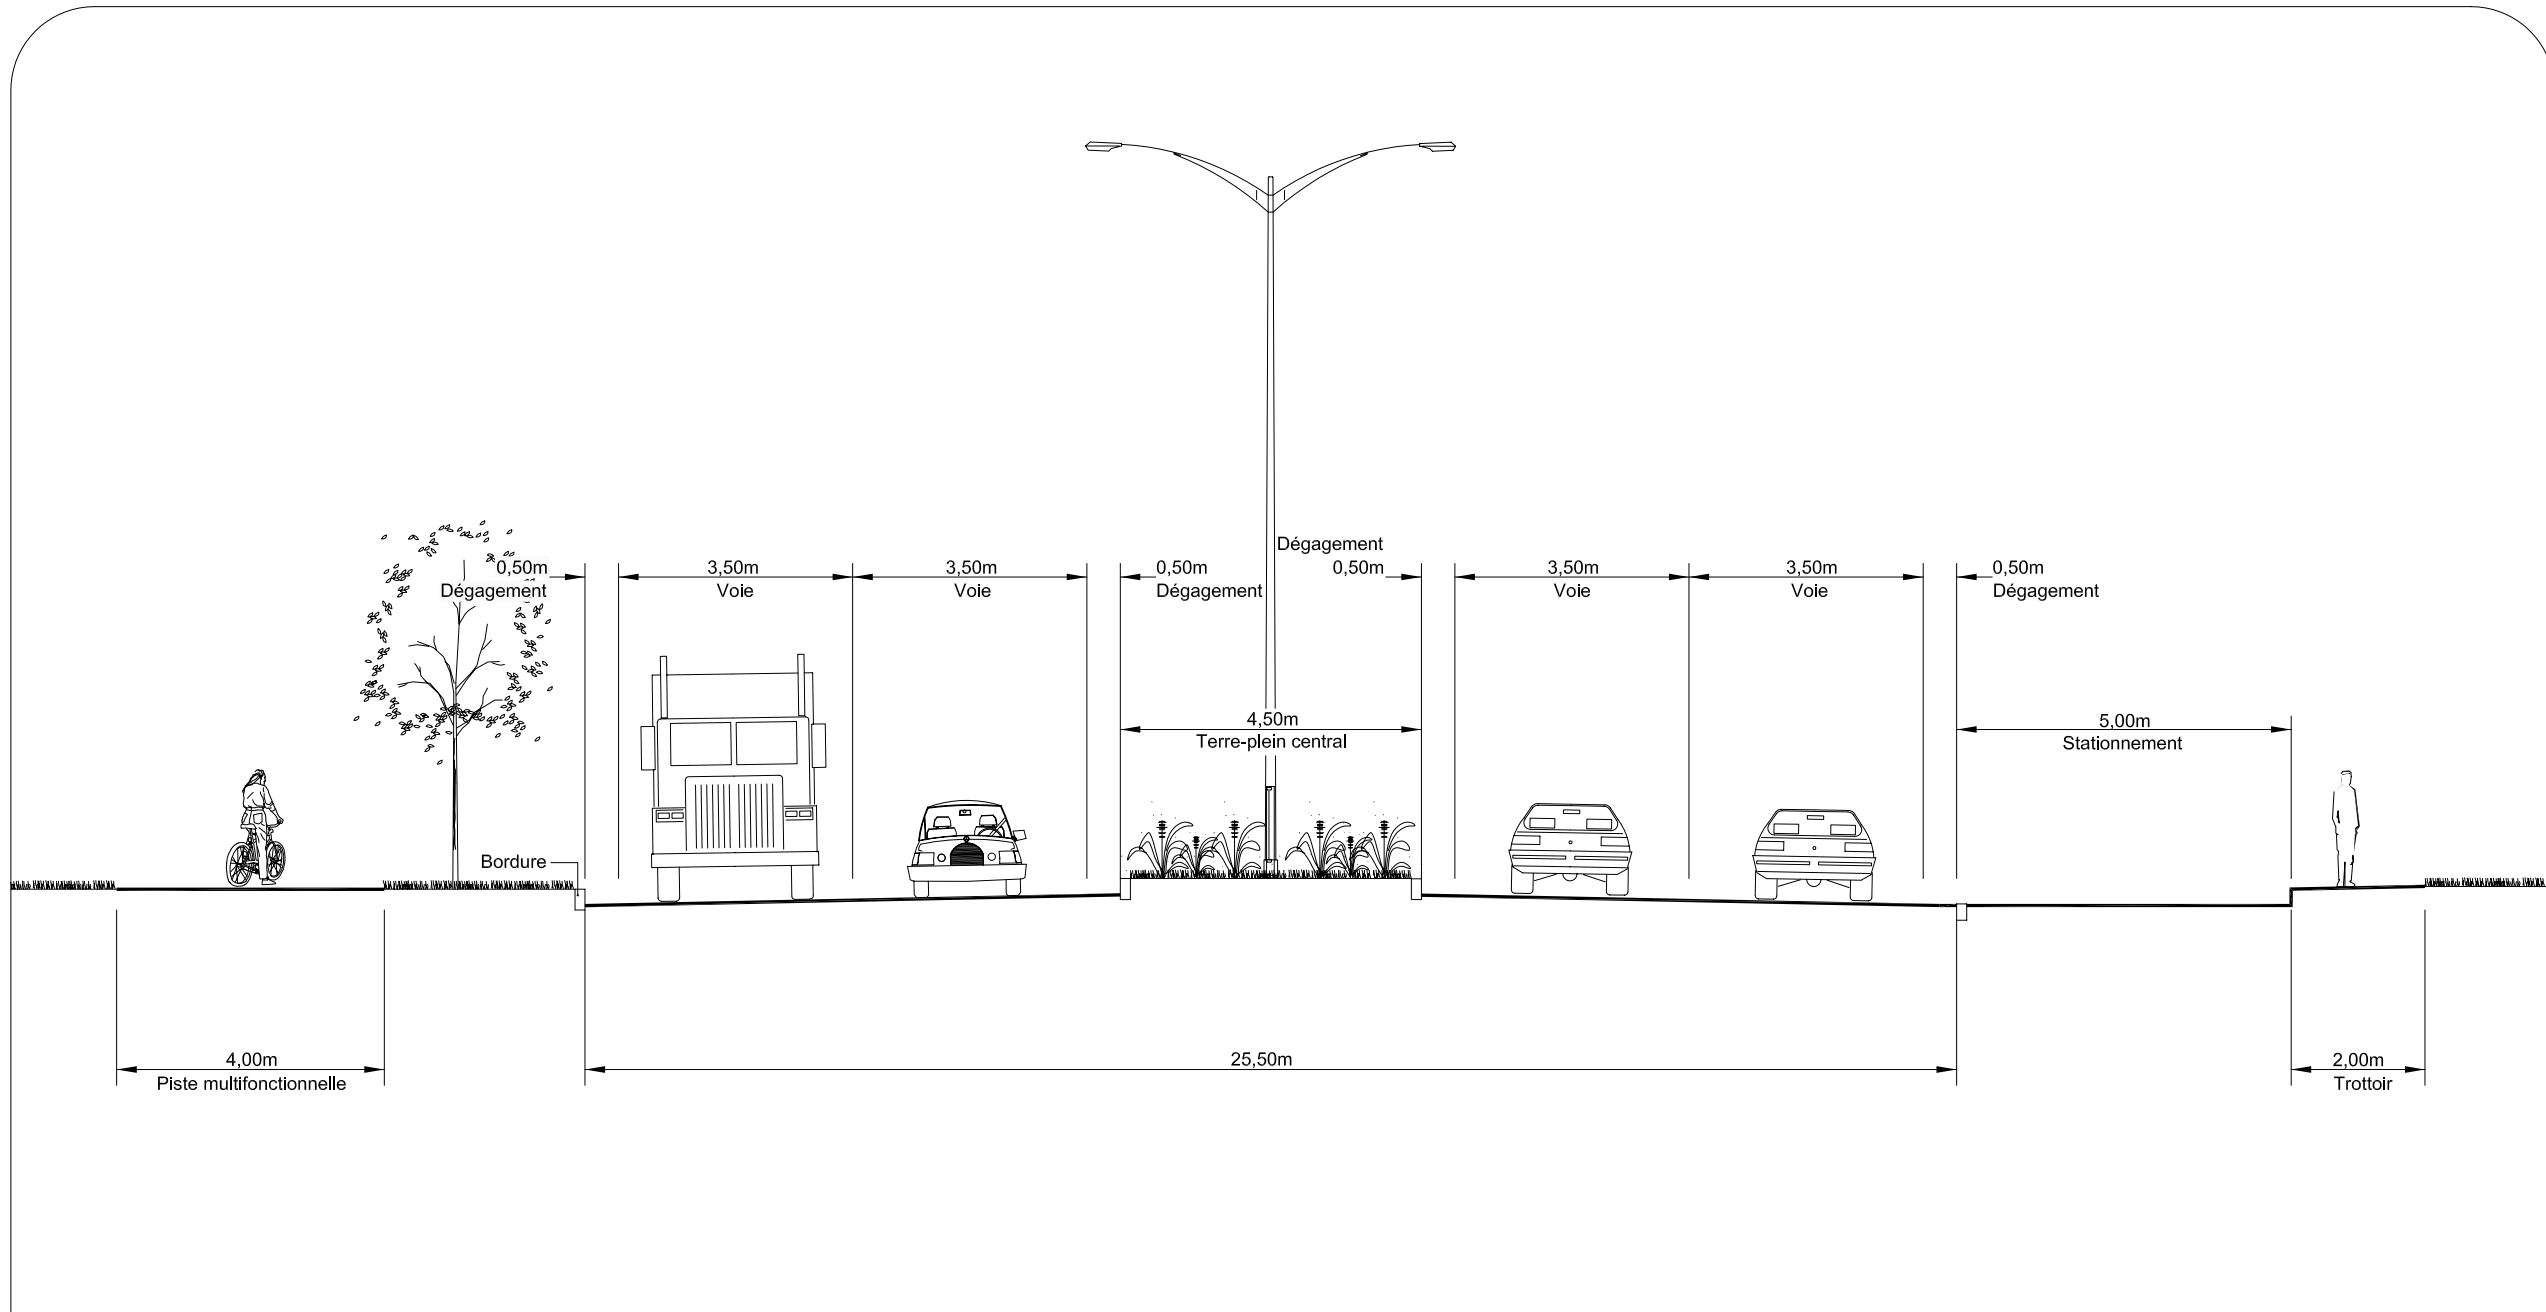 Dégagement
0,50m
3,50m
3,50m
0,50m
0,50m
3,50m
3,50m
0,50m
Dégagement
Voie
Voie
Dégagement
Voie
Voie
Dégagement
4,50m
Terre-plein central
5,00m
Stationnement
Bordure
4,00m
Piste multifonctionnelle
25,50m
2,00m
Trottoir